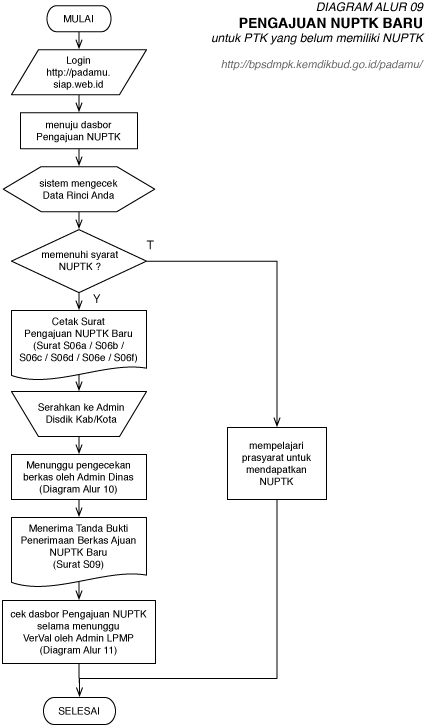 DIAGRAM ALUR 09
PENGAJUAN NUPTK BARU
untuk PTK yang belum memiliki NUPTK
http://bpsdmpk.kemdikbud.go.id/padamu/
MULAI
Login
http://padamu.
siap.web.id
menuju dasbor
Pengajuan NUPTK
sistem mengecek
Data Rinci Anda
memenuhi syarat
NUPTK ?
T
Y
Cetak Surat
Pengajuan NUPTK Baru
(Surat S06a / S06b /
S06c / S06d / S06e / S06f)
Serahkan ke Admin
Disdik Kab/Kota
Menunggu pengecekan
berkas oleh Admin Dinas
(Diagram Alur 10)
mempelajari
prasyarat untuk
mendapatkan
NUPTK
Menerima Tanda Bukti
Penerimaan Berkas Ajuan
NUPTK Baru
(Surat S09)
cek dasbor Pengajuan NUPTK
selama menunggu
VerVal oleh Admin LPMP
(Diagram Alur 11)
SELESAI